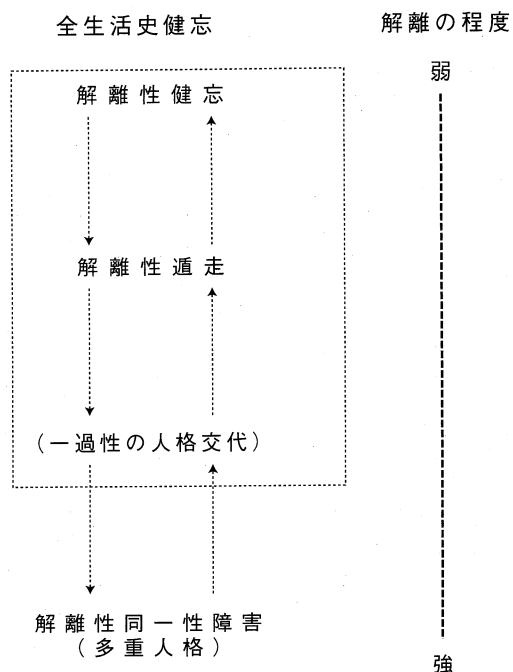 全生活史健忘
解離の程度
弱
解離性健忘
解離性遁走
(一過性の人格交代)
解離性同一性障害
(多重人格)
強